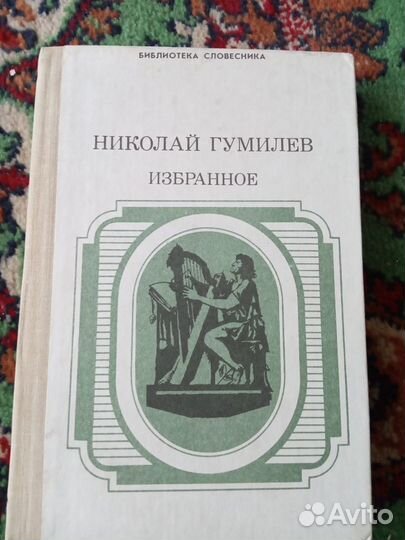 БИБЛИОТЕКА СЛОВЕСНИКА
НИКОЛАЙ ГУМИЛЕВ
ИЗБРАННОЕ
Avito